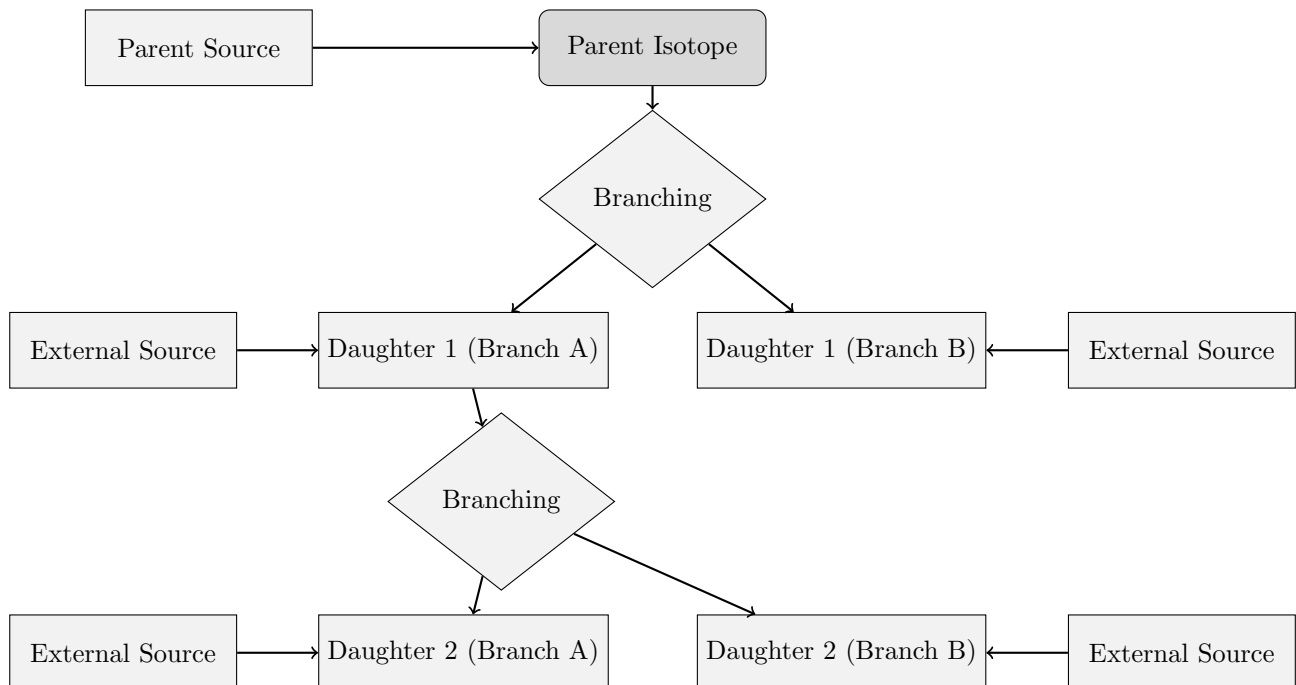 Parent Source
Parent Isotope
Branching
External Source
Daughter 1 (Branch A)
Daughter 1 (Branch B)
External Source
Branching
External Source
Daughter 2 (Branch A)
Daughter 2 (Branch B)
External Source